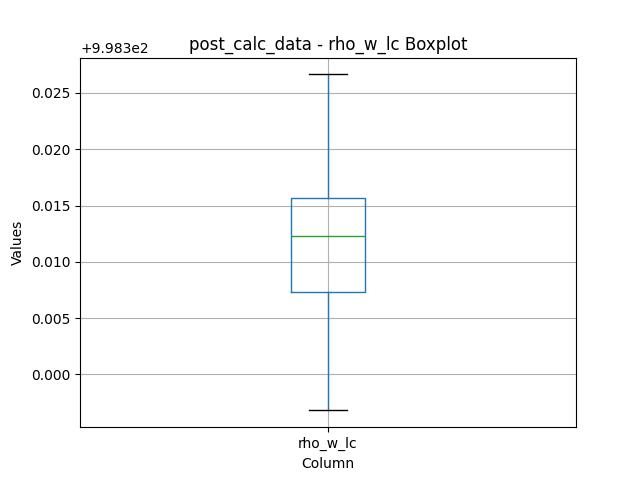 post_calc_data - rho_w_lc Boxplot
+9.983e2
0.025
0.020
0.015
0.010
0.005
0.000
Values
rho_w_lc
Column